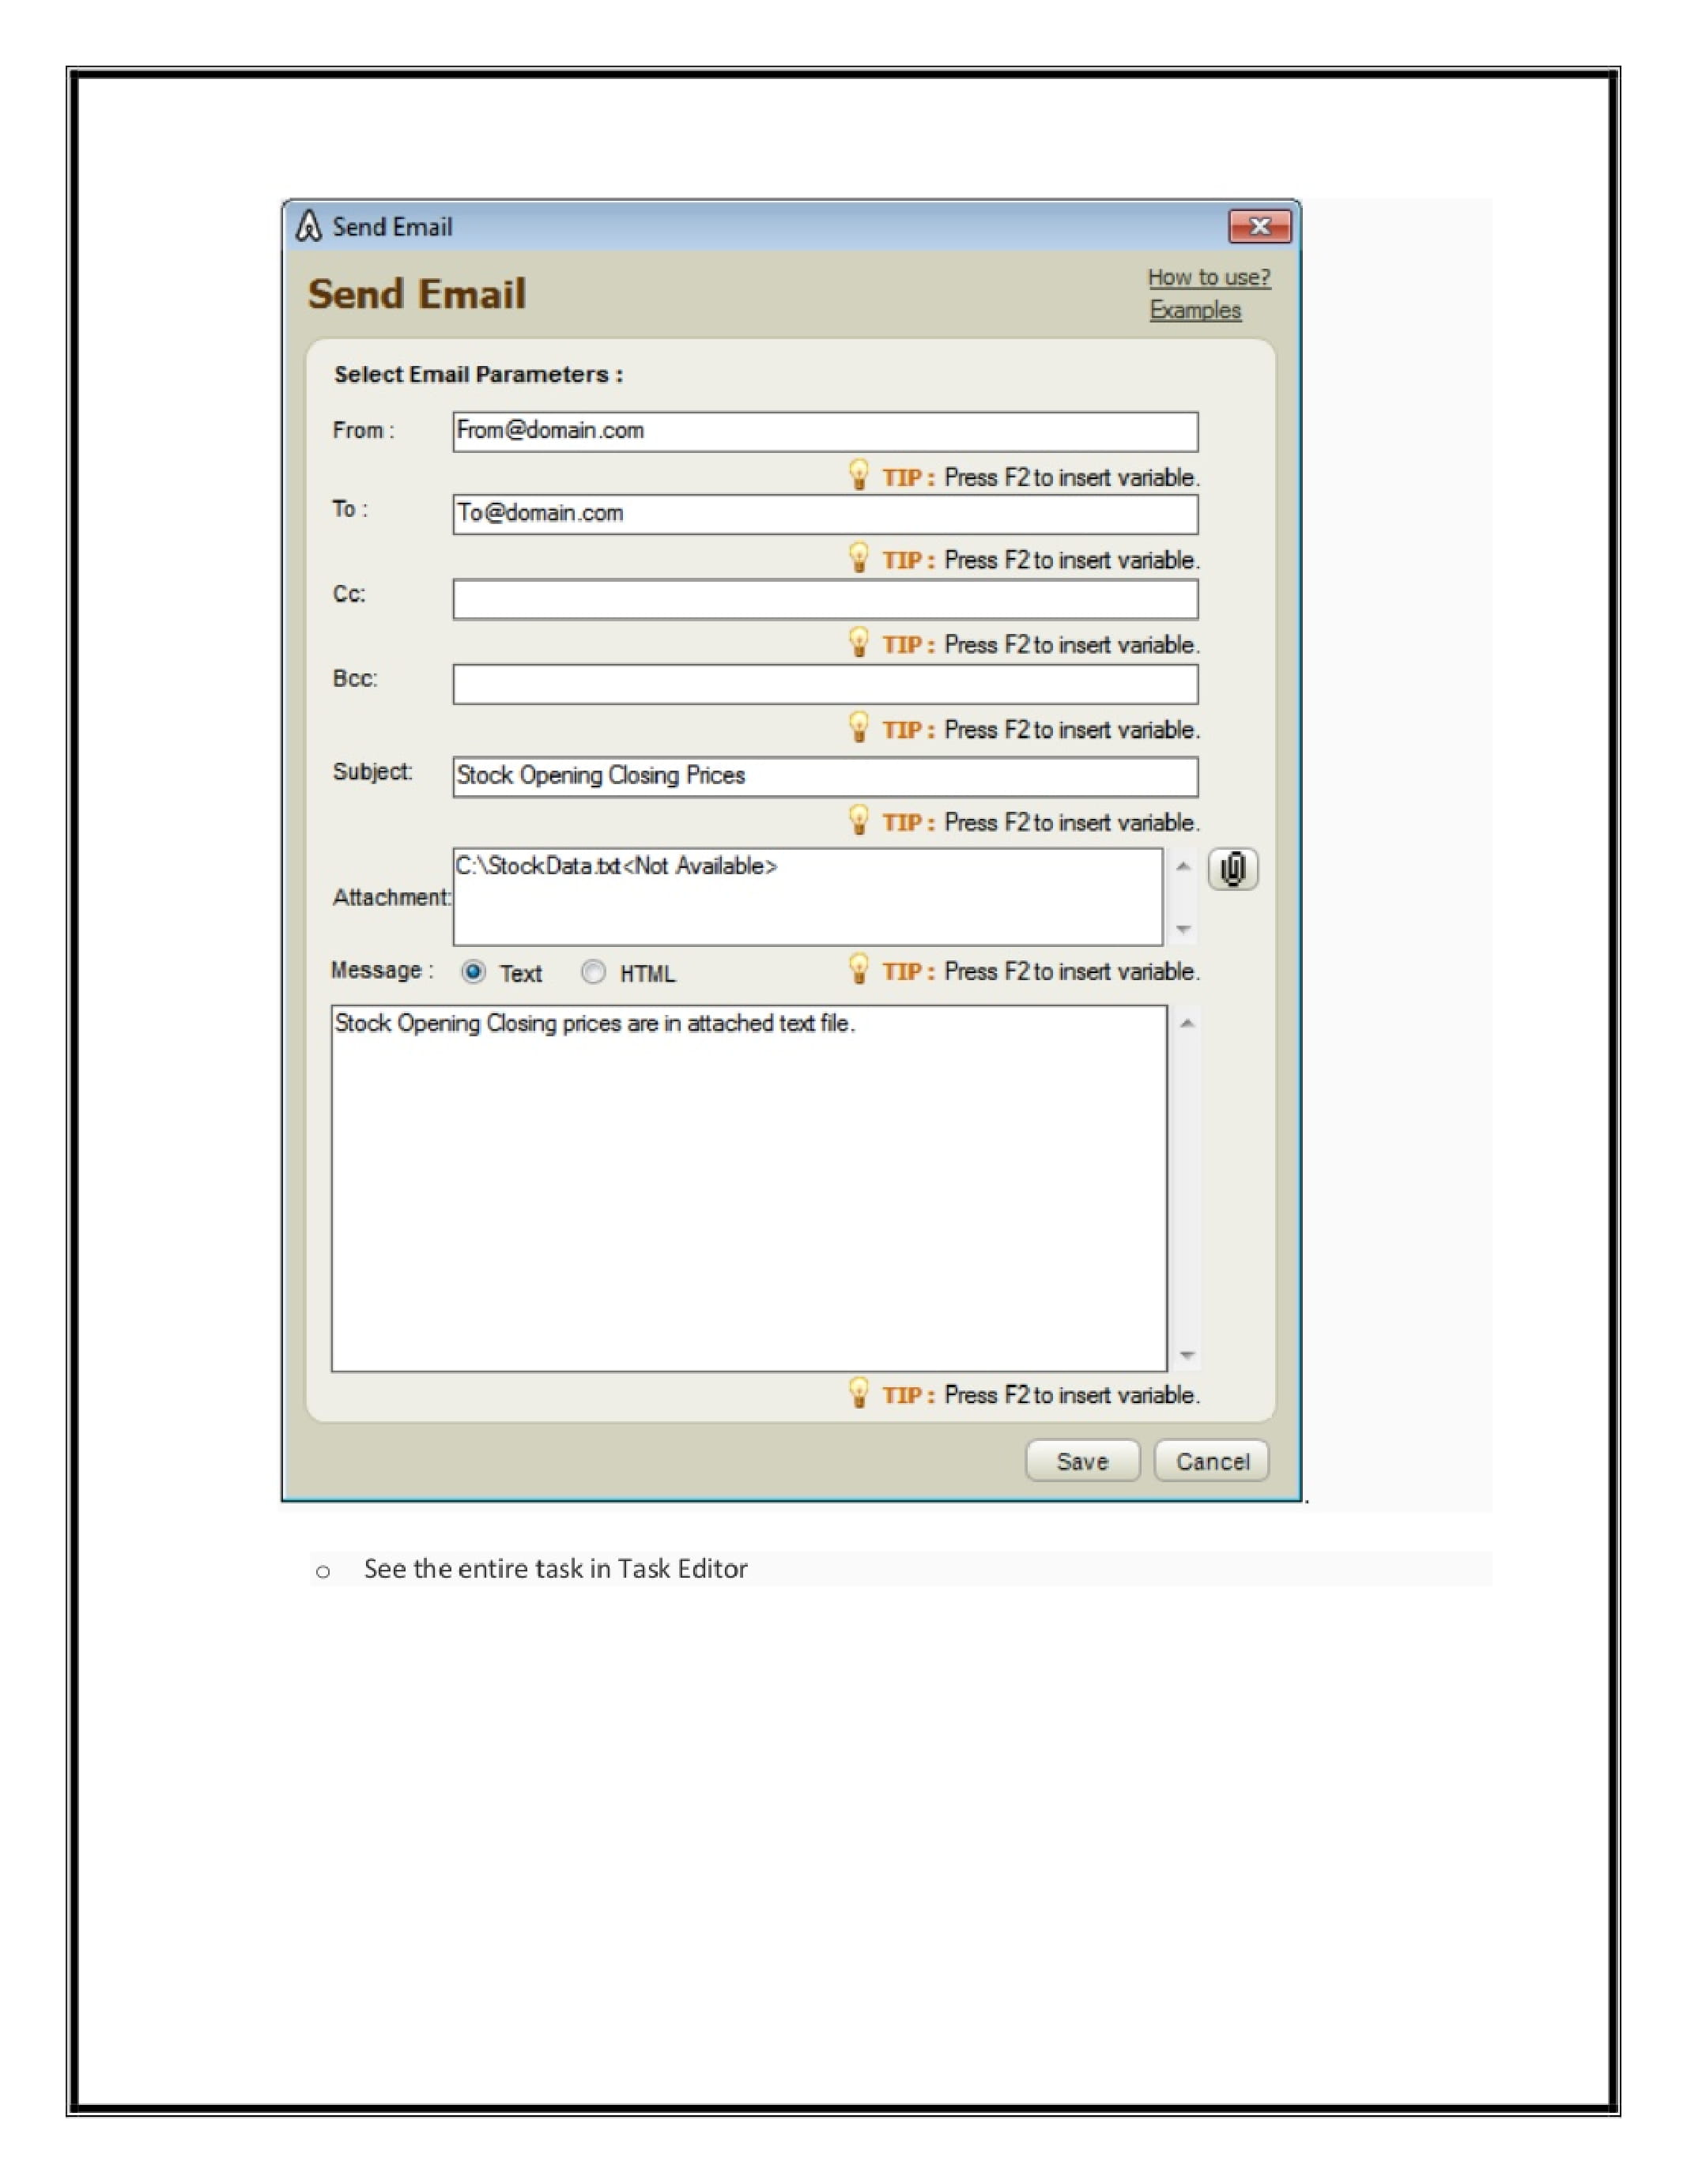 Send Email
Send Email
How to use?
Examples
Select Email Parameters :
From : From@domain.com
TIP : Press F2 to insert variable.
To : To@domain.com
TIP : Press F2 to insert variable.
Cc:
TIP : Press F2 to insert variable.
Bcc:
TIP : Press F2 to insert variable.
Subject: Stock Opening Closing Prices
TIP : Press F2 to insert variable.
C:\StockData.txt<Not Available>
Attachment:
Message : Text HTML TIP : Press F2 to insert variable.
Stock Opening Closing prices are in attached text file.
TIP : Press F2 to insert variable.
Save Cancel
.
o See the entire task in Task Editor